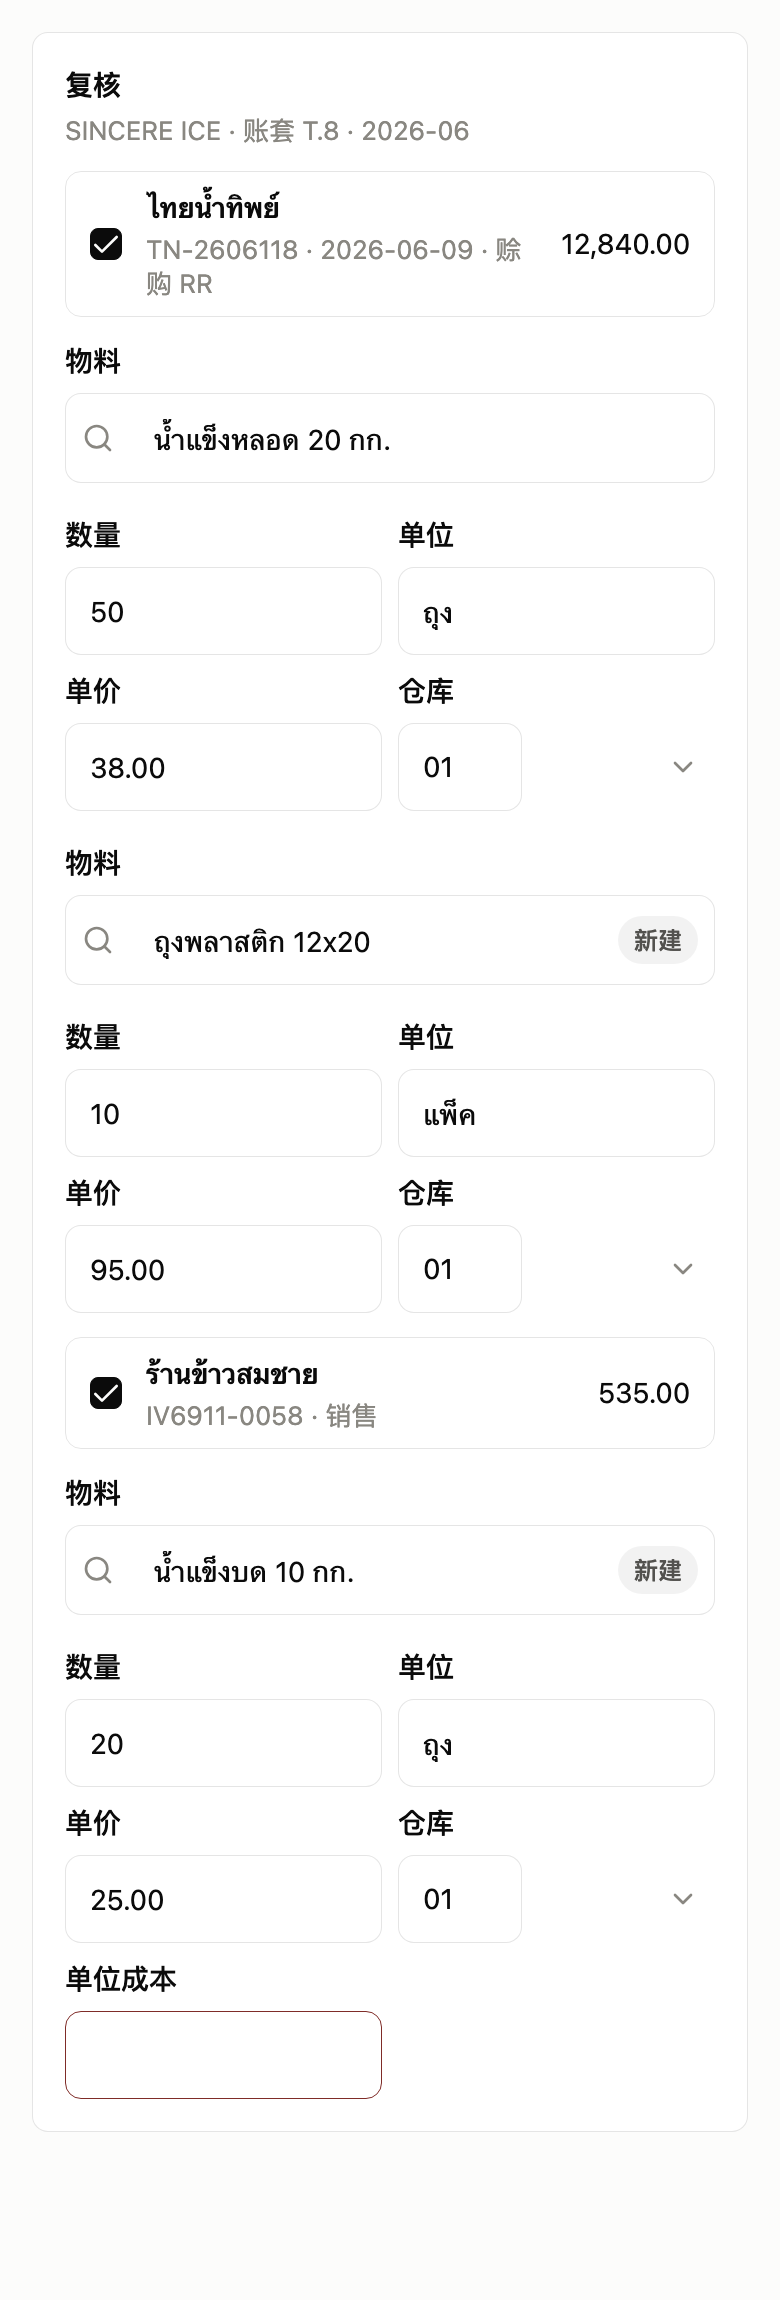 复核
SINCERE ICE · 账套 T.8 · 2026-06
ไทยน้ำทิพย์
TN-2606118 · 2026-06-09 · 赊
购 RR
12,840.00
物料
น้ำแข็งหลอด 20 กก.
数量 单位
50 ถุง
单价 仓库
38.00 01
物料
ถุงพลาสติก 12x20 新建
数量 单位
10 แพ็ค
单价 仓库
95.00 01
ร้านข้าวสมชาย
IV6911-0058 · 销售
535.00
物料
น้ำแข็งบด 10 กก. 新建
数量 单位
20 ถุง
单价 仓库
25.00 01
单位成本